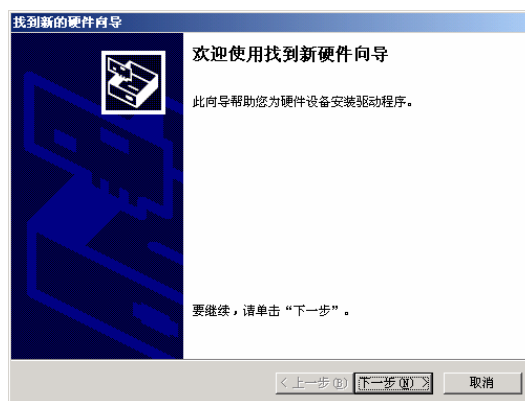 找到新的硬件向导
欢迎使用找到新硬件向导
此向导帮助您为硬件设备安装驱动程序。
要继续，请单击“下一步”。
< 上一步(B) 下一步(N) > 取消